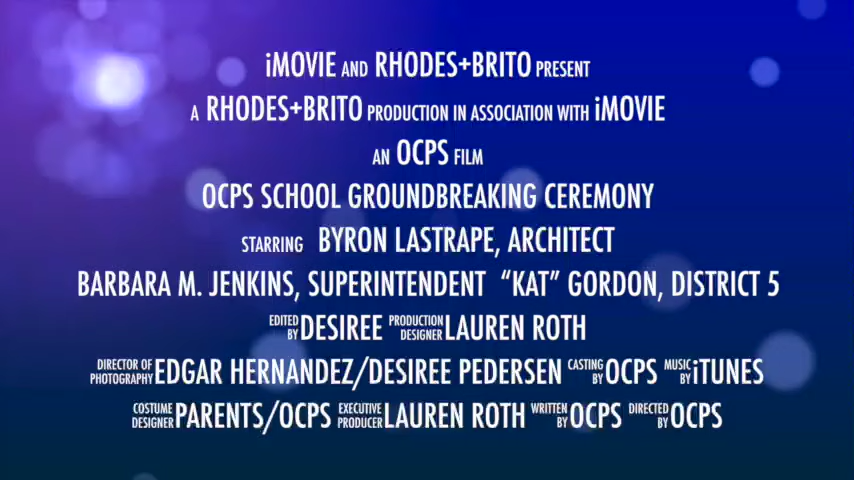 iMOVIE AND RHODES+BRITO PRESENT
A RHODES+BRITO PRODUCTION IN ASSOCIATION WITH iMOVIE
AN OCPS FILM
OCPS SCHOOL GROUNDBREAKING CEREMONY
STARRING BYRON LASTRAPE, ARCHITECT
BARBARA M. JENKINS, SUPERINTENDENT “KAT” GORDON, DISTRICT 5
EDITED BY DESIREE PRODUCTION DESIGNER LAUREN ROTH
DIRECTOR OF PHOTOGRAPHY EDGAR HERNANDEZ/DESIREE PEDERSEN CASTING BY OCPS MUSIC BY iTUNES
COSTUME DESIGNER PARENTS/OCPS EXECUTIVE PRODUCER LAUREN ROTH WRITTEN BY OCPS DIRECTED BY OCPS